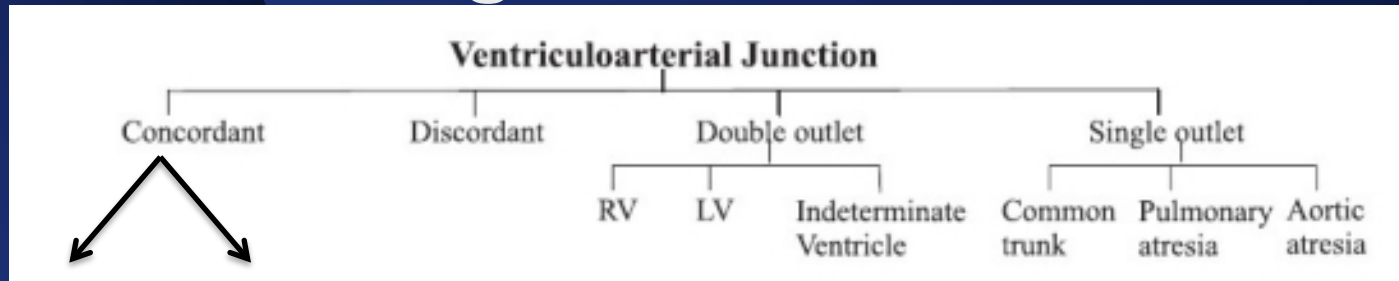 Ventriculoarterial Junction
Concordant Discordant Double outlet Single outlet
RV LV Indeterminate Common Pulmonary Aortic
Ventricle trunk atresia atresia